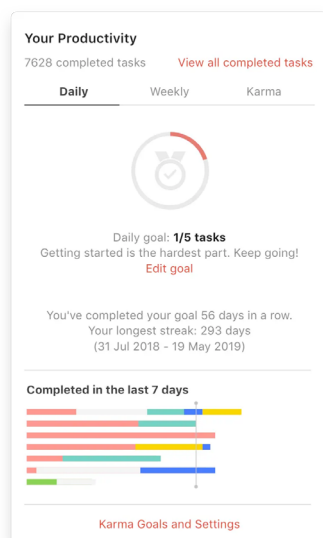 Your Productivity
7628 completed tasks View all completed tasks
Daily Weekly Karma
Daily goal: 1/5 tasks
Getting started is the hardest part. Keep going!
Edit goal
You've completed your goal 56 days in a row.
Your longest streak: 293 days
(31 Jul 2018 - 19 May 2019)
Completed in the last 7 days
Karma Goals and Settings